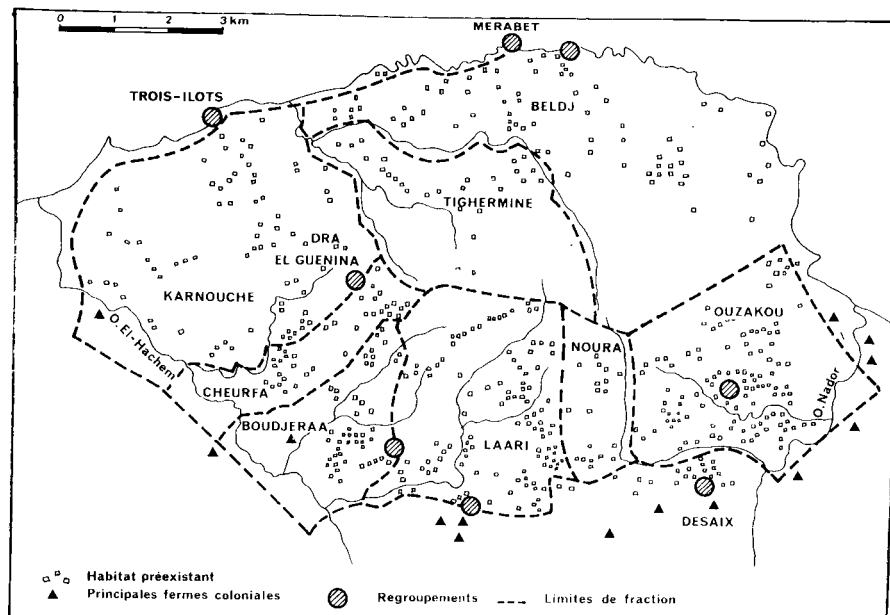 0 1 2 3 km
MERABET
TROIS-ILOTS
BELDJ
TIGHERMINE
DRA
EL GUENINA
KARNOUCHE
OUZAKOU
O. El-Hachem
NOURA
CHEURFA
O. Nador
BOUDJERAA
LAARI
DESAIX
Habitat préexistant
Principales fermes coloniales
Regroupements
Limites de fraction